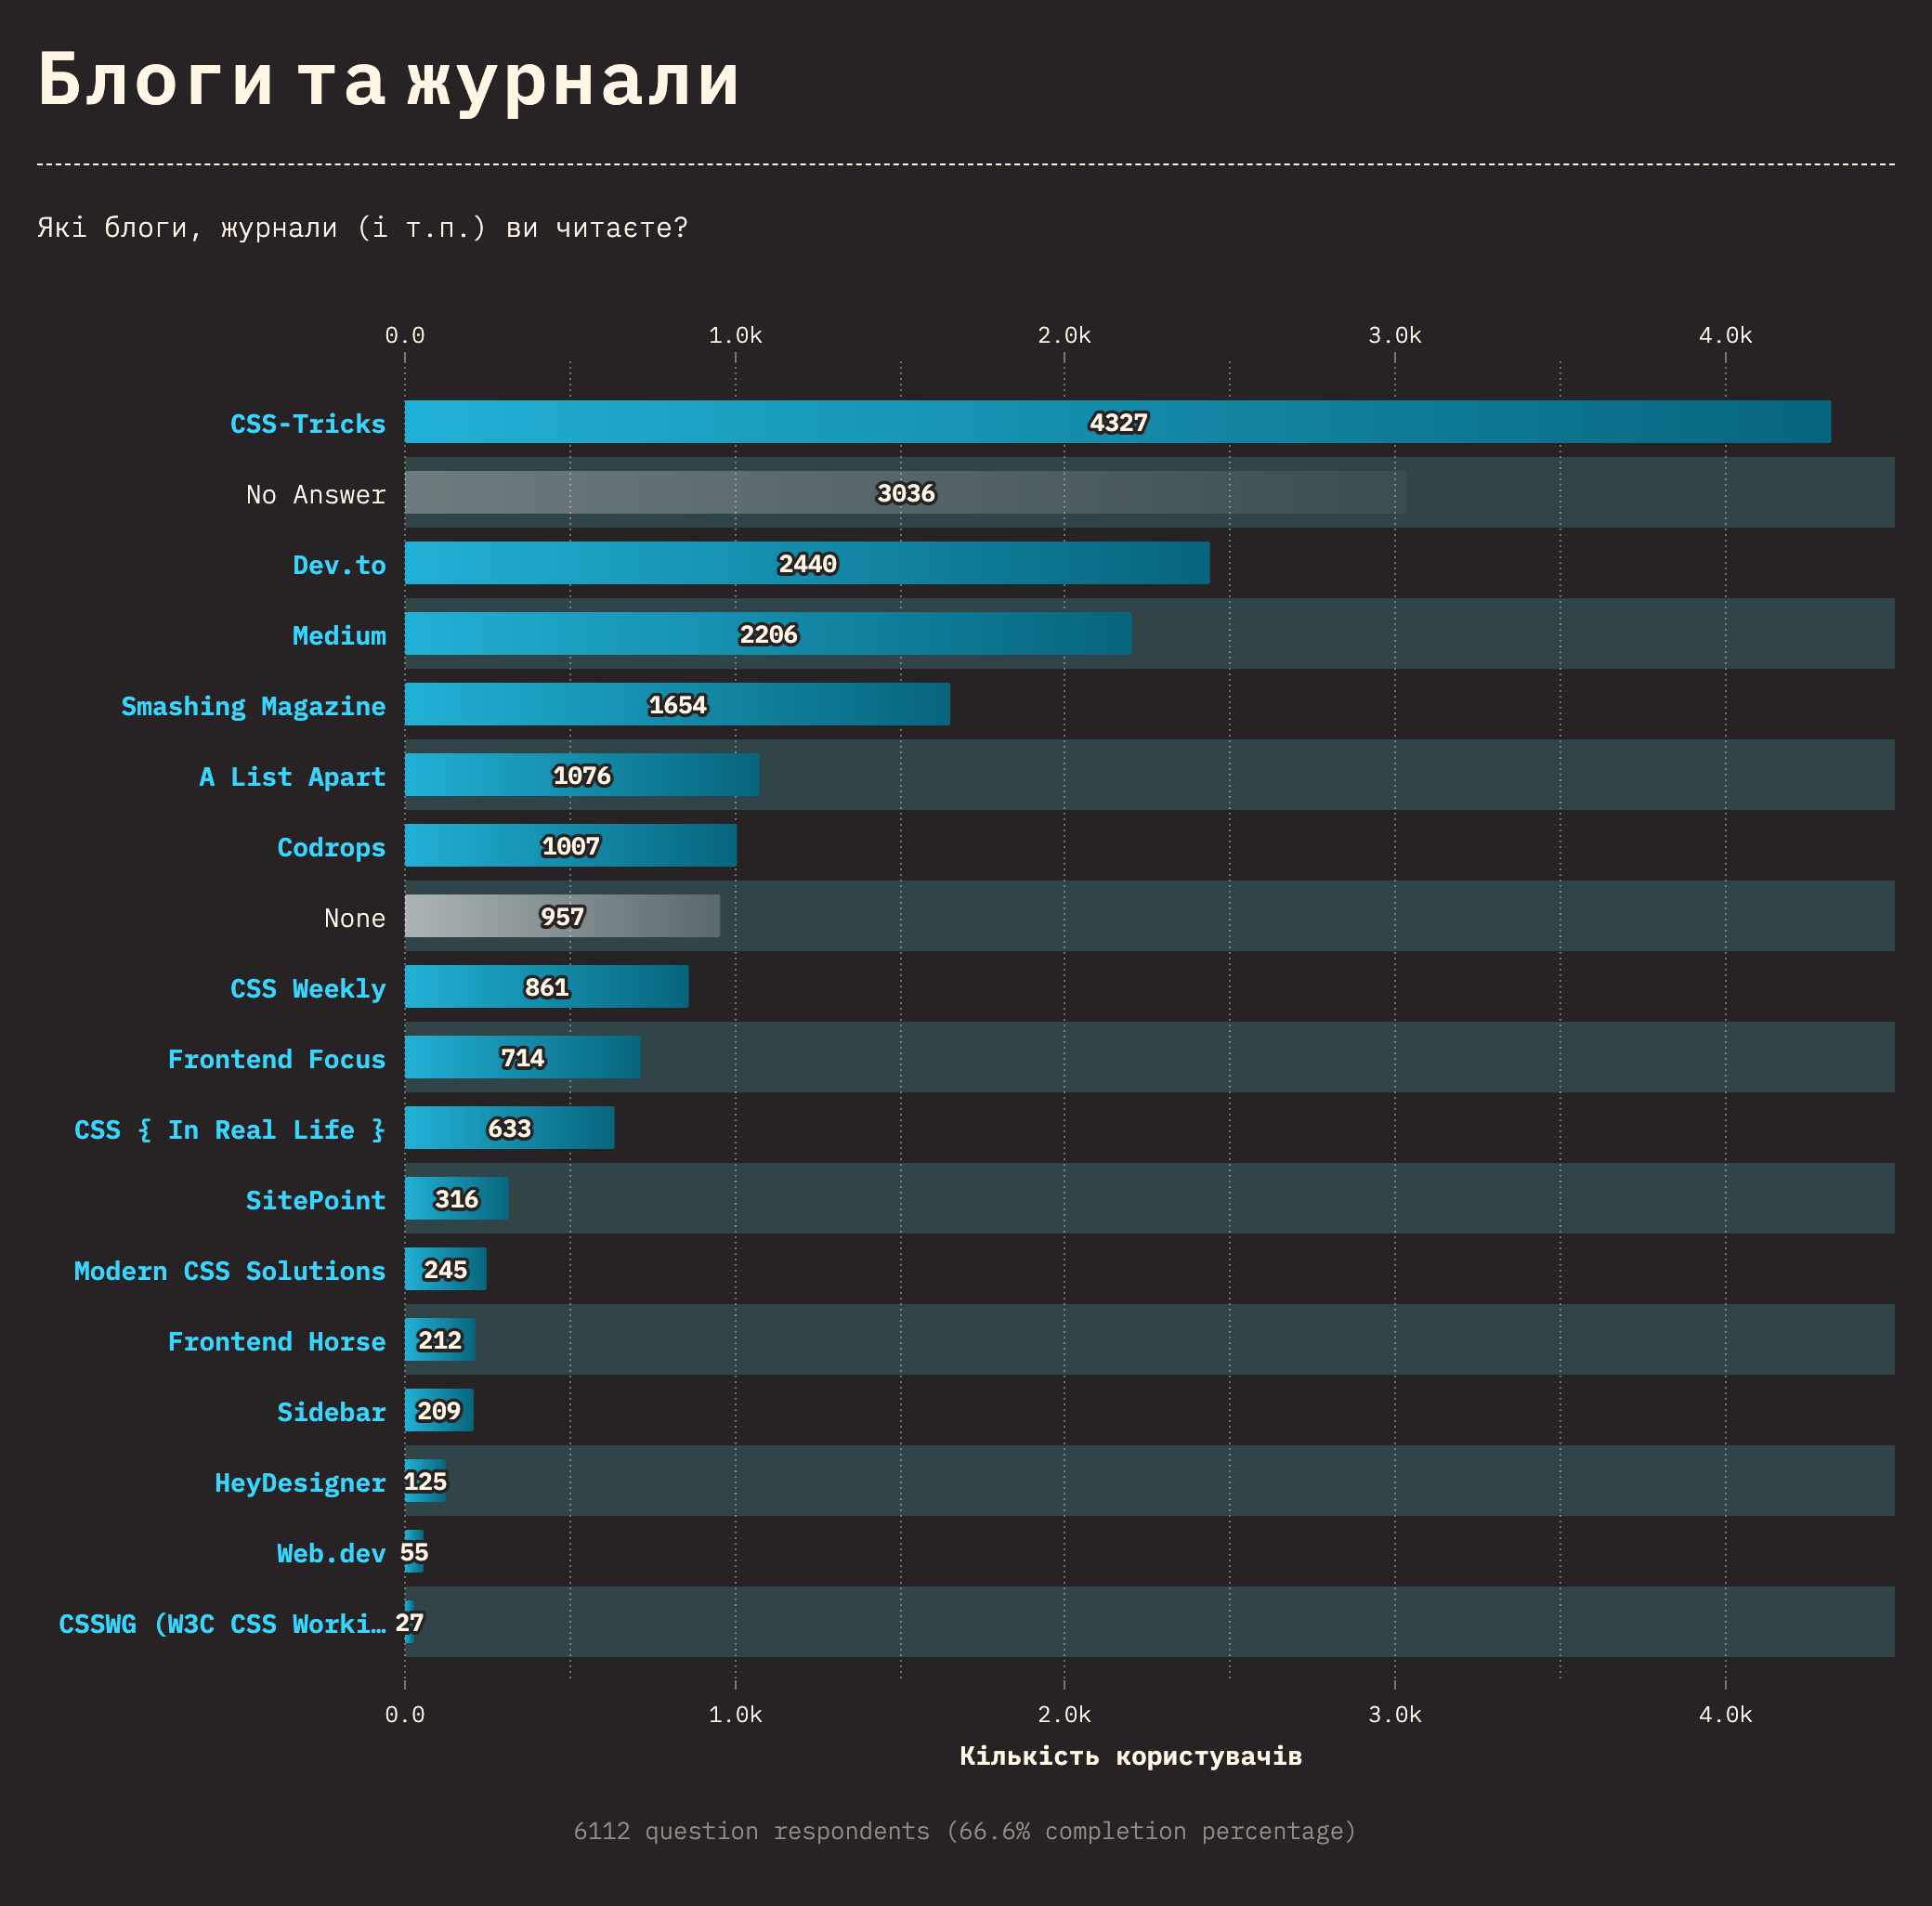 Блоги та журнали
Які блоги, журнали (і т.п.) ви читаєте?
0.0 1.0k 2.0k 3.0k 4.0k
CSS-Tricks 4327
No Answer 3036
Dev.to 2440
Medium 2206
Smashing Magazine 1654
A List Apart 1076
Codrops 1007
None 957
CSS Weekly 861
Frontend Focus 714
CSS { In Real Life } 633
SitePoint 316
Modern CSS Solutions 245
Frontend Horse 212
Sidebar 209
HeyDesigner 125
Web.dev 55
CSSWG (W3C CSS Worki… 27
0.0 1.0k 2.0k 3.0k 4.0k
Кількість користувачів
6112 question respondents (66.6% completion percentage)